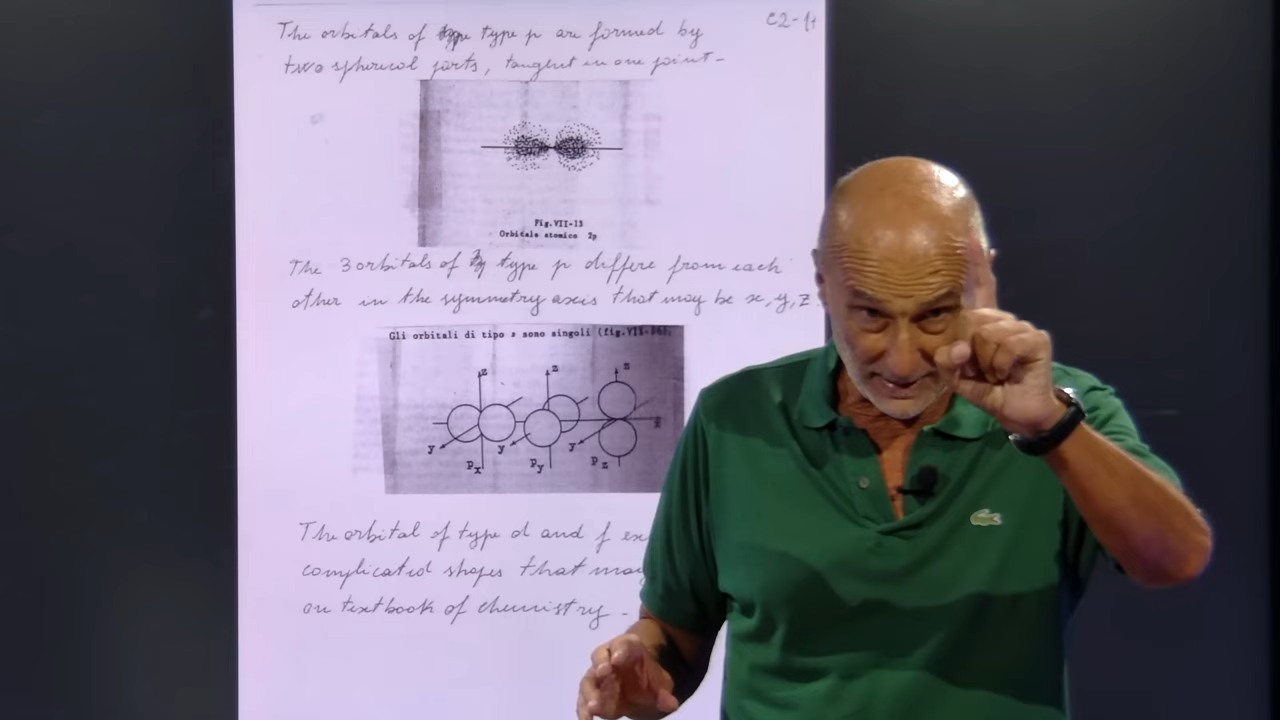 C2-11
The orbitals of type type p are formed by
two spherical parts, tangent in one point-
Fig.VII-13
Orbitale atomico 2p
The 3 orbitals of type p differe from each
other in the symmetry axis that may be x, y, z
Gli orbitali di tipo s sono singoli (fig.VII-
z z z
y y y
Px Py Pz
The orbital of type d and f ex
complicated shapes that may
on textbook of chemistry -